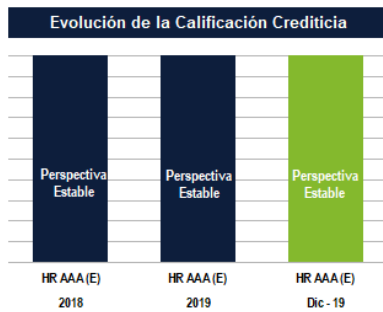 Evolución de la Calificación Crediticia
Perspectiva Perspectiva Perspectiva
Estable Estable Estable
HR AAA (E) HR AAA (E) HR AAA (E)
2018 2019 Dic - 19